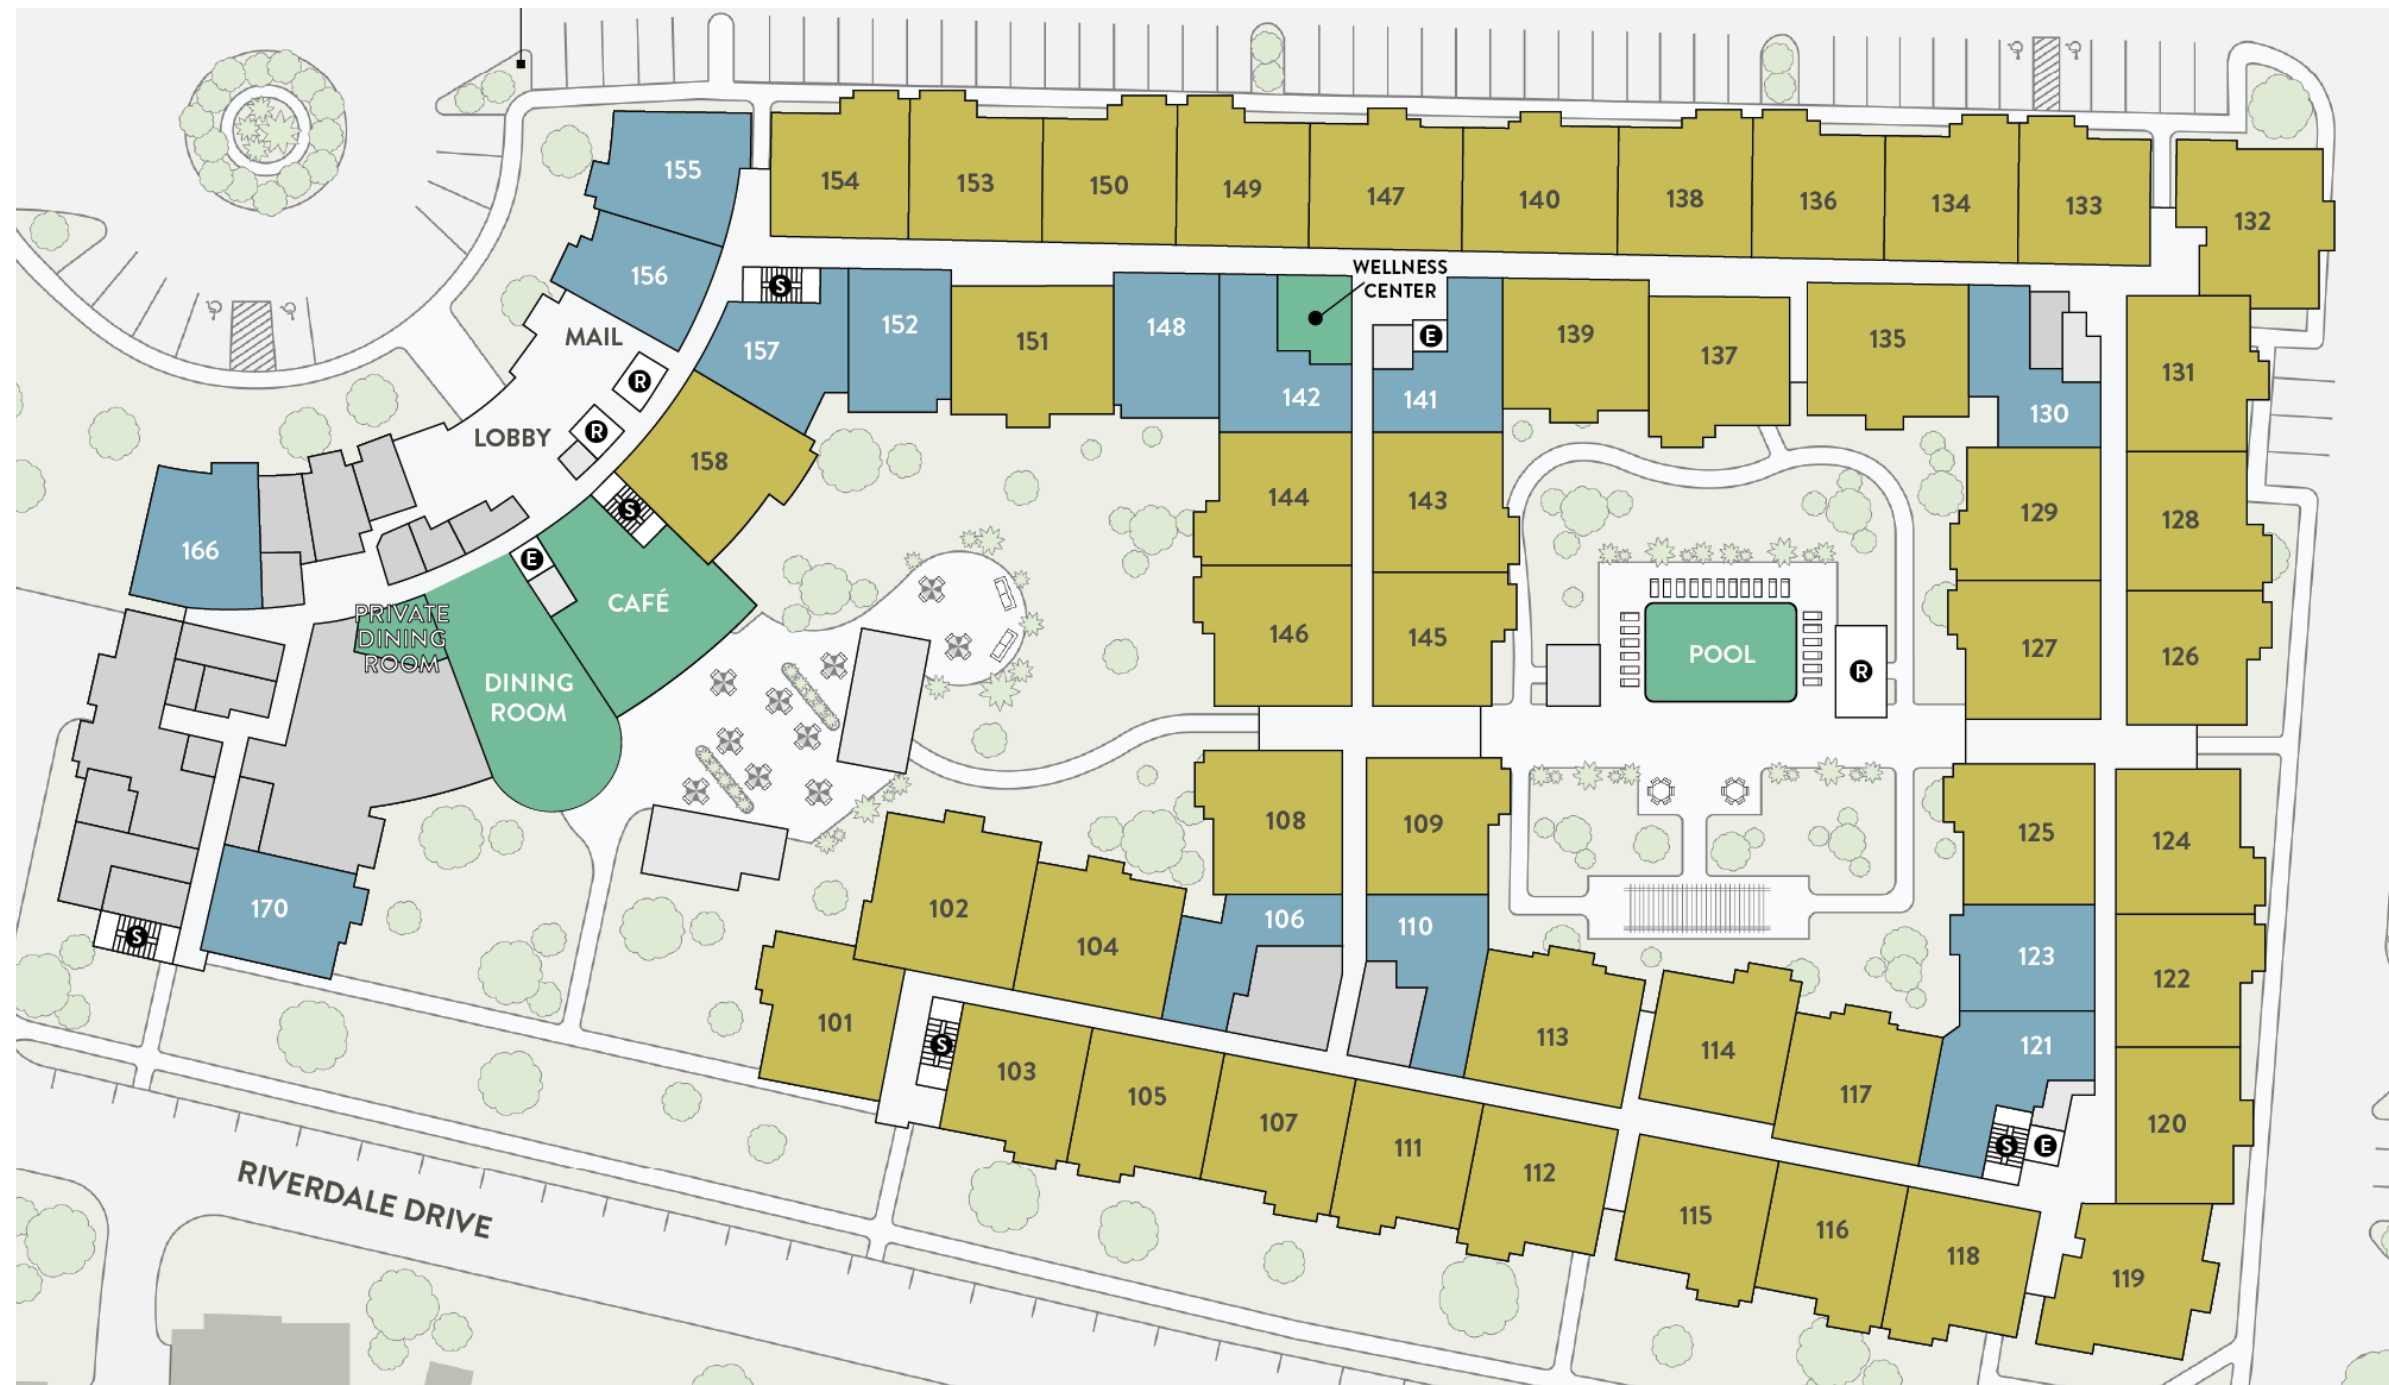 155
154
153
150
149
147
140
138
136
134
133
132
156
S
WELLNESS
CENTER
MAIL
157
152
151
148
142
E
141
139
137
135
130
131
R
R
LOBBY
158
S
144
143
129
128
166
E
CAFÉ
PRIVATE
DINING
ROOM
DINING
ROOM
146
145
POOL
R
127
126
108
109
125
124
170
S
102
104
106
110
123
122
101
S
103
105
107
111
112
113
114
117
121
S
E
120
115
116
118
119
RIVERDALE DRIVE